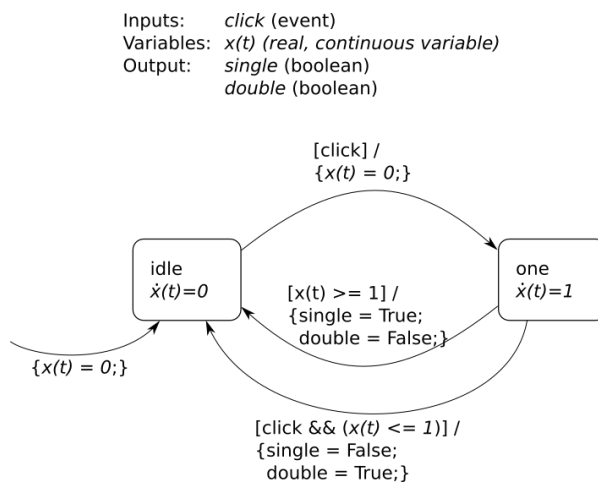 Inputs: click (event)
Variables: x(t) (real, continuous variable)
Output: single (boolean)
double (boolean)
[click] /
{x(t) = 0;}
idle
ẋ(t)=0
one
ẋ(t)=1
[x(t) >= 1] /
{single = True;
double = False;}
{x(t) = 0;}
[click && (x(t) <= 1)] /
{single = False;
double = True;}